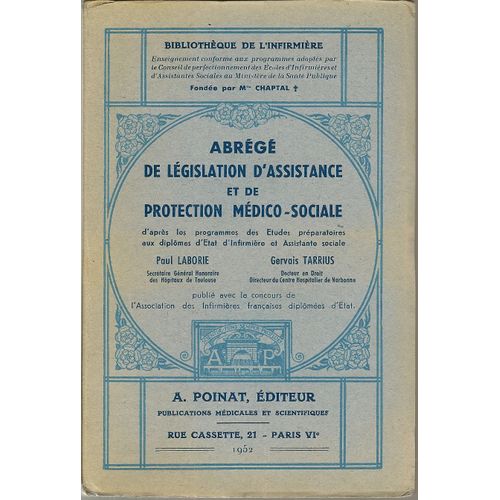 BIBLIOTHÈQUE DE L'INFIRMIÈRE
Enseignement conforme aux programmes adoptés par
le Conseil de perfectionnement des Ecoles d'Infirmières et
d'Assistantes Sociales au Ministère de la Santé Publique
Fondée par Mlle CHAPTAL ✝
ABRÉGÉ
DE LÉGISLATION D'ASSISTANCE
ET DE
PROTECTION MÉDICO-SOCIALE
d'après les programmes des Etudes préparatoires
aux diplômes d'Etat d'Infirmière et Assistante sociale
Paul LABORIE Gervais TARRIUS
Secrétaire Général Honoraire Docteur en Droit
des Hôpitaux de Toulouse Directeur du Centre Hospitalier de Narbonne
publié avec le concours de
l'Association des Infirmières françaises diplômées d'Etat.
A P
A. POINAT, ÉDITEUR
PUBLICATIONS MÉDICALES ET SCIENTIFIQUES
RUE CASSETTE, 21 - PARIS VIe
1952